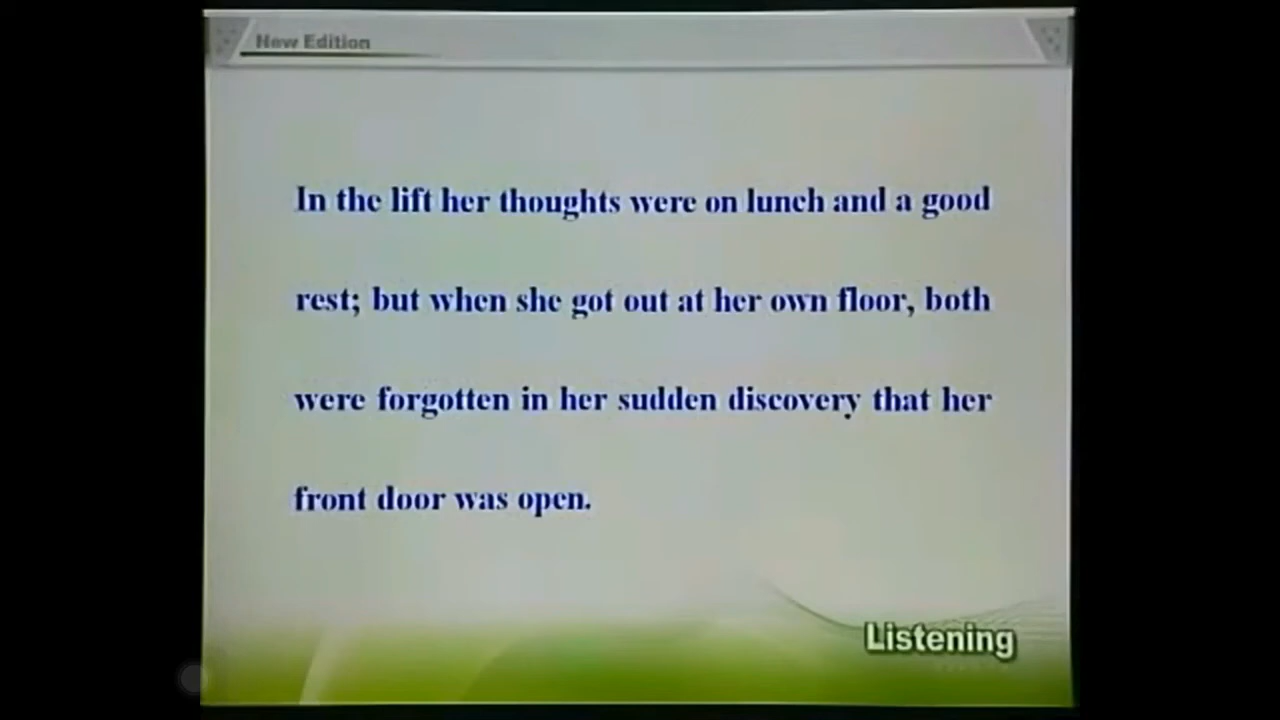 New Edition
In the lift her thoughts were on lunch and a good
rest; but when she got out at her own floor, both
were forgotten in her sudden discovery that her
front door was open.
Listening